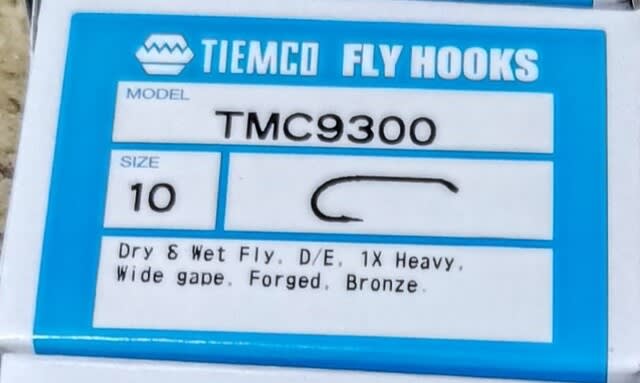 TIEMCO FLY HOOKS
MODEL
TMC9300
SIZE
10
Dry & Wet Fly, D/E, 1X Heavy,
Wide gape, Forged, Bronze.